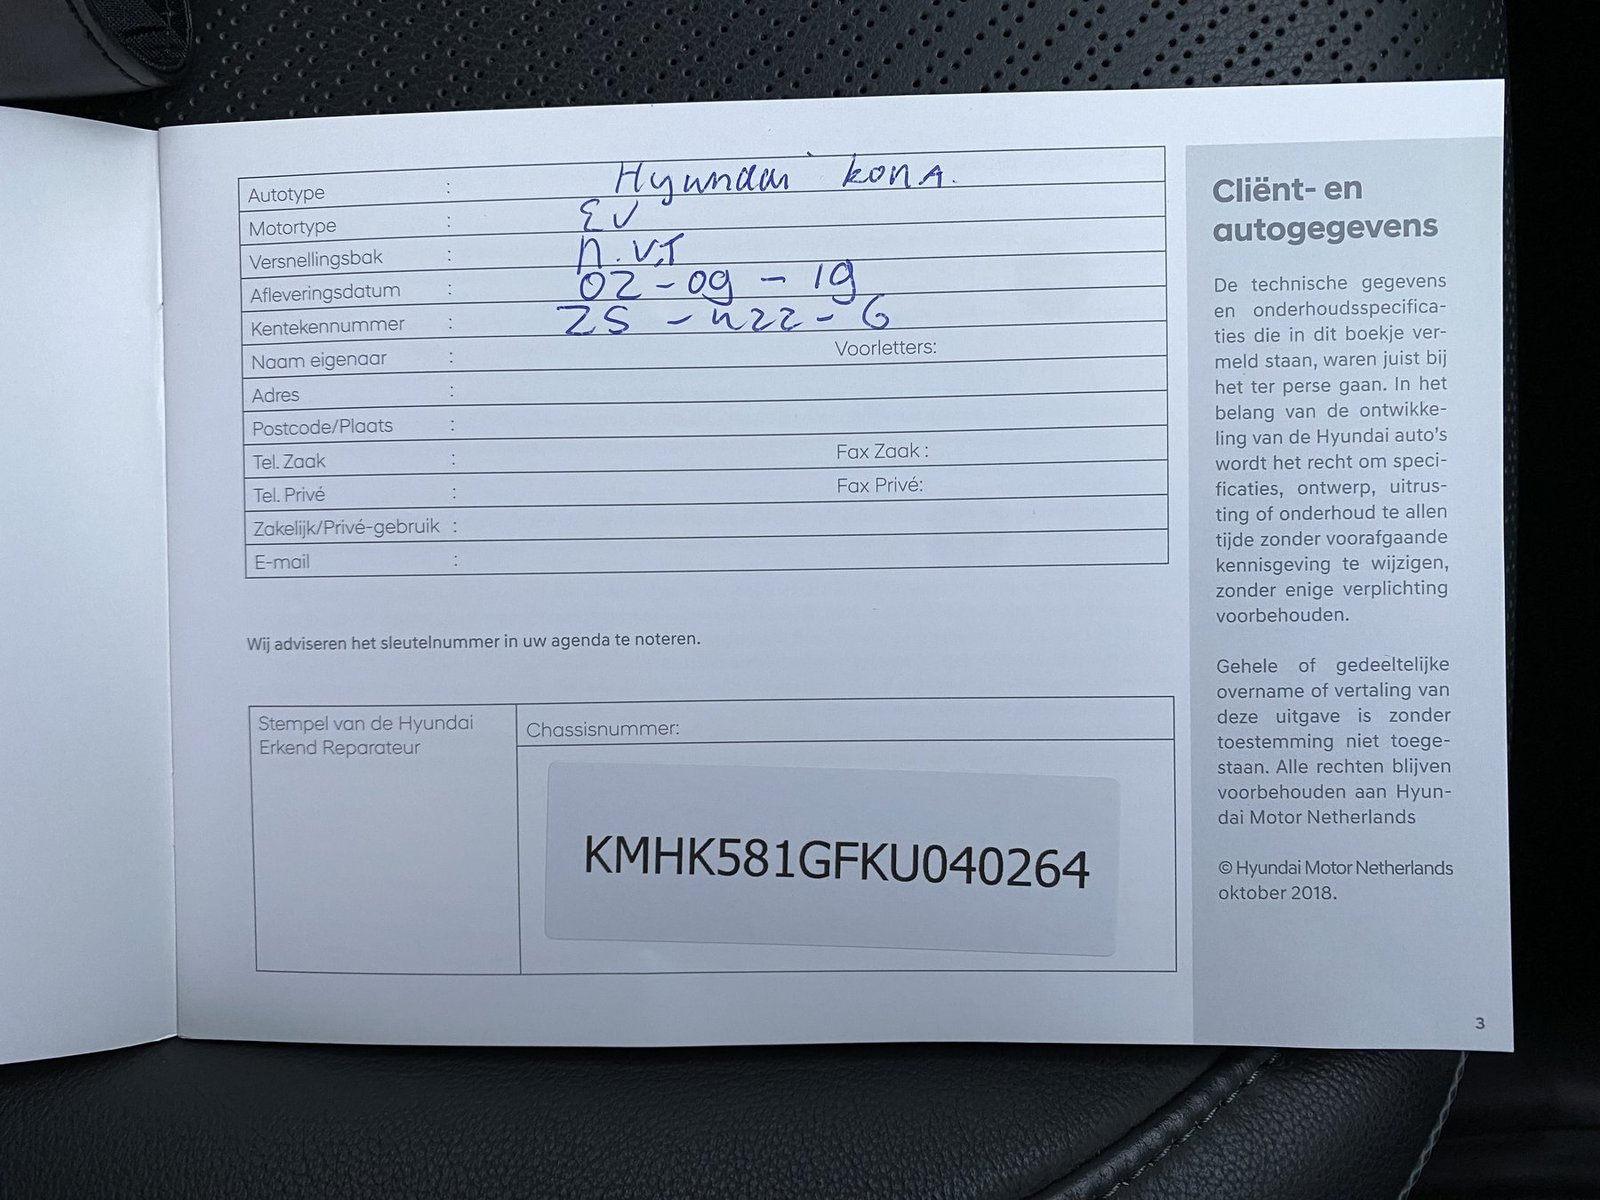 Autotype : Hyundai kona.
Motortype : EV
Versnellingsbak : n.v.T
Afleveringsdatum : 02-09-19
Kentekennummer :
Naam eigenaar : Voorletters:
Adres :
Postcode/Plaats :
Tel. Zaak : Fax Zaak :
Tel. Privé : Fax Privé:
Zakelijk/Privé-gebruik :
E-mail :
Wij adviseren het sleutelnummer in uw agenda te noteren.
Stempel van de Hyundai
Erkend Reparateur
Chassisnummer:
KMHK581GFKU040264
Cliënt- en
autogegevens
De technische gegevens
en onderhoudsspecifica-
ties die in dit boekje ver-
meld staan, waren juist bij
het ter perse gaan. In het
belang van de ontwikke-
ling van de Hyundai auto's
wordt het recht om speci-
ficaties, ontwerp, uitrus-
ting of onderhoud te allen
tijde zonder voorafgaande
kennisgeving te wijzigen,
zonder enige verplichting
voorbehouden.
Gehele of gedeeltelijke
overname of vertaling van
deze uitgave is zonder
toestemming niet toege-
staan. Alle rechten blijven
voorbehouden aan Hyun-
dai Motor Netherlands
© Hyundai Motor Netherlands
oktober 2018.
3